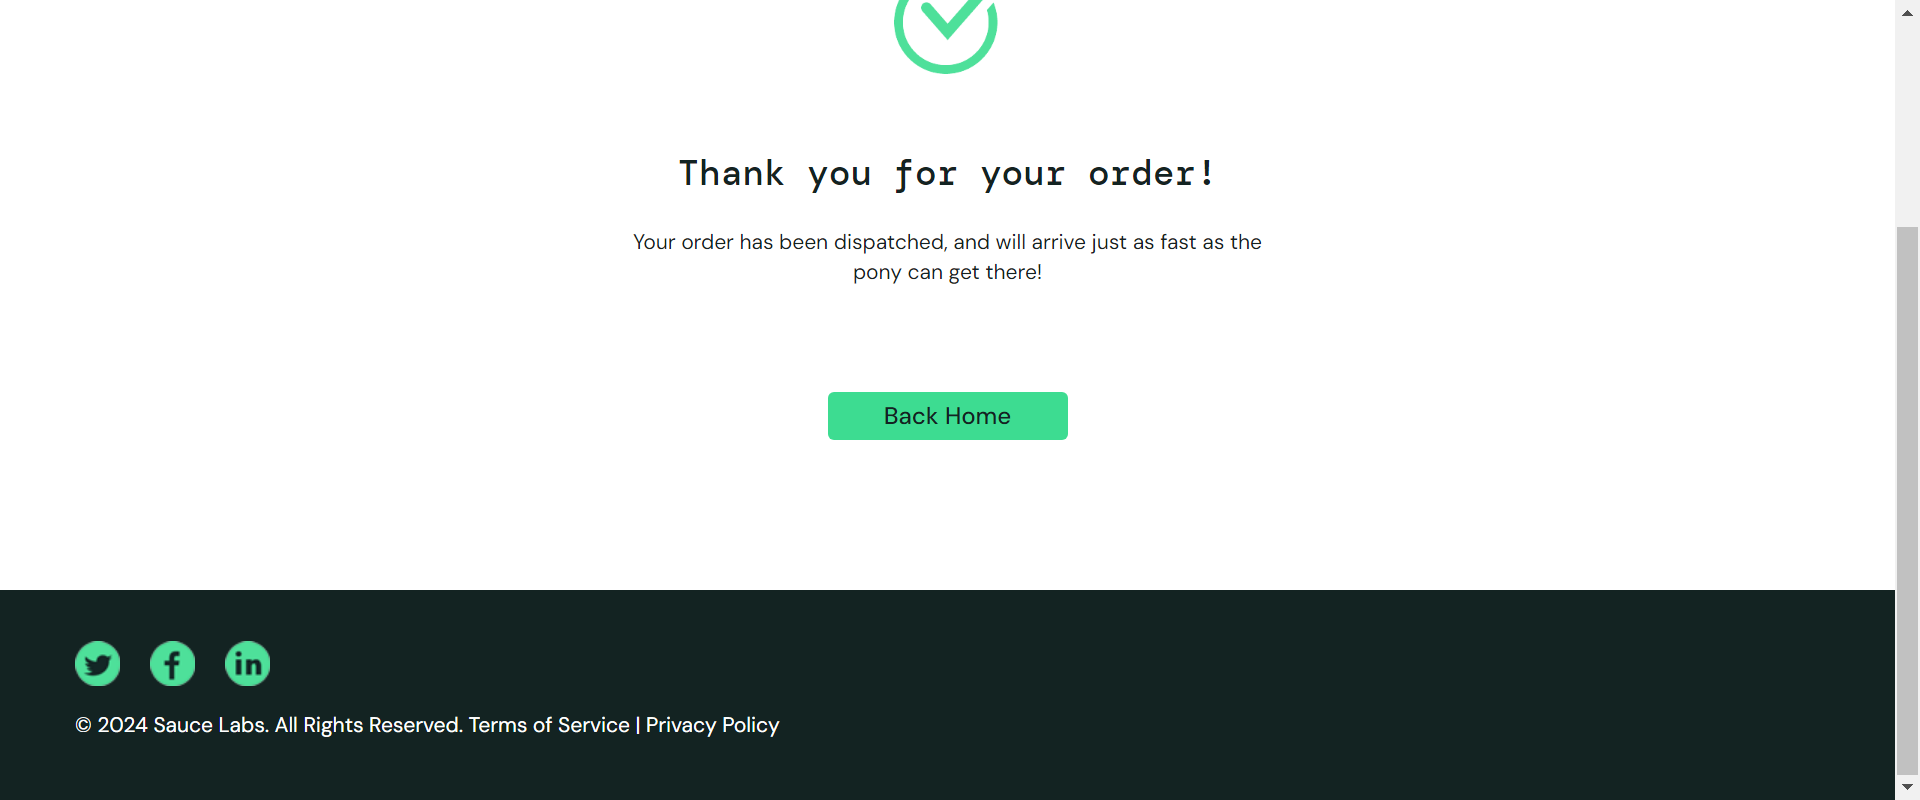 Thank you for your order!
Your order has been dispatched, and will arrive just as fast as the
pony can get there!
Back Home
© 2024 Sauce Labs. All Rights Reserved. Terms of Service | Privacy Policy